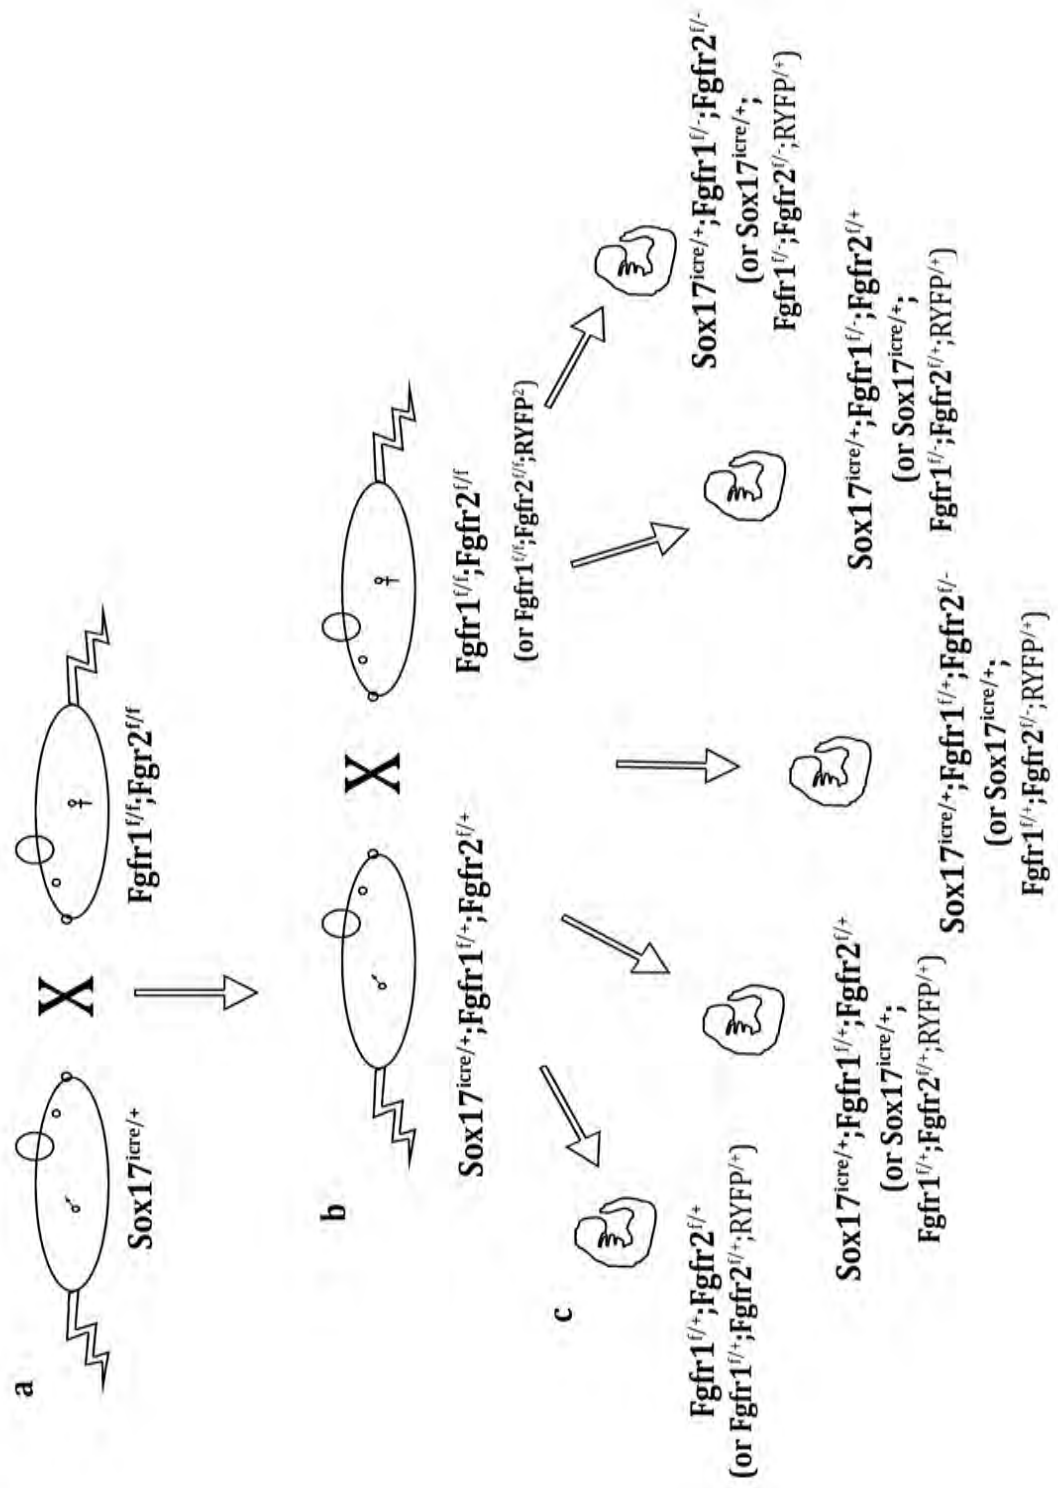 a
X
Sox17icre/+
Fgfr1f/f;Fgr2f/f
b
X
Sox17icre/+;Fgfr1f/+;Fgfr2f/+
Fgfr1f/f;Fgfr2f/f
(or Fgfr1f/f;Fgfr2f/f;RYFP2)
c
Fgfr1f/+;Fgfr2f/+
(or Fgfr1f/+;Fgfr2f/+;RYFP/+)
Sox17icre/+;Fgfr1f/+;Fgfr2f/+
(or Sox17icre/+;
Fgfr1f/+;Fgfr2f/+;RYFP/+)
Sox17icre/+;Fgfr1f/+;Fgfr2f/-
(or Sox17icre/+;
Fgfr1f/+;Fgfr2f/-;RYFP/+)
Sox17icre/+;Fgfr1f/-;Fgfr2f/+
(or Sox17icre/+;
Fgfr1f/-;Fgfr2f/+;RYFP/+)
Sox17icre/+;Fgfr1f/-;Fgfr2f/-
(or Sox17icre/+;
Fgfr1f/-;Fgfr2f/-;RYFP/+)